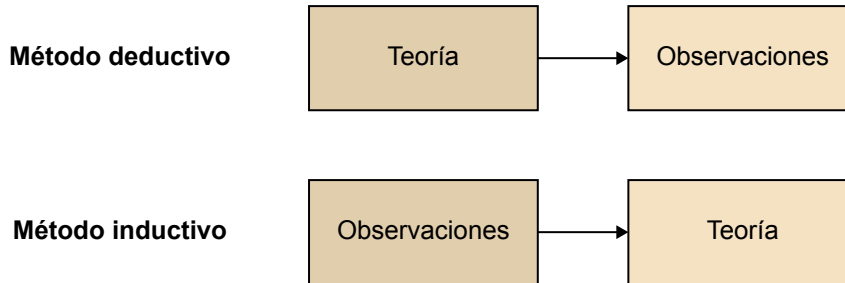 Método deductivo
Teoría
Observaciones
Método inductivo
Observaciones
Teoría